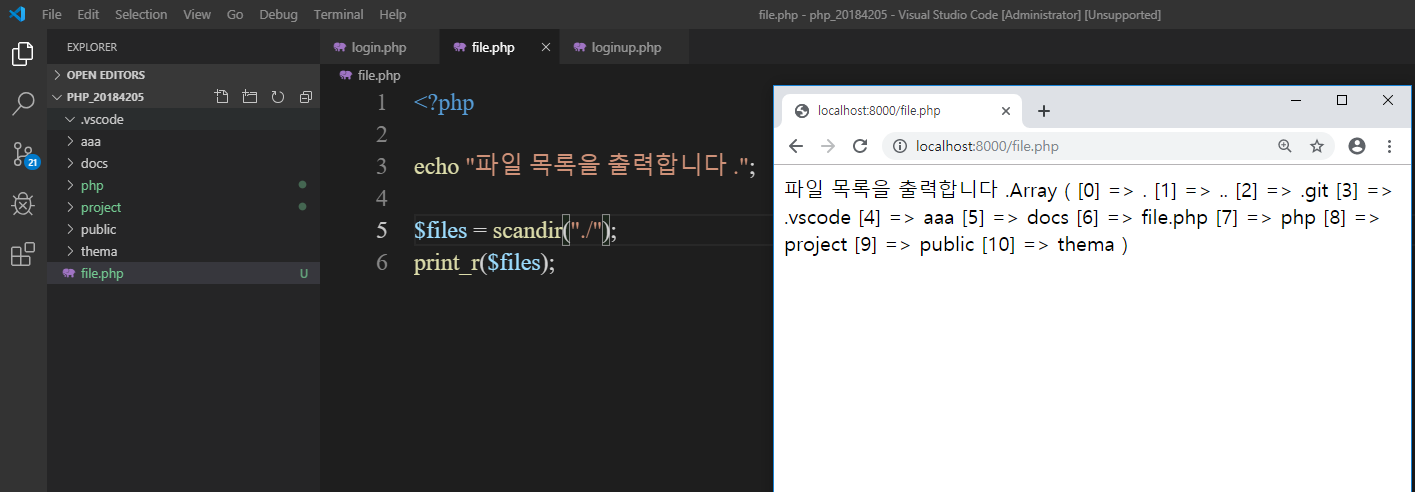 File Edit Selection View Go Debug Terminal Help file.php - php_20184205 - Visual Studio Code [Administrator] [Unsupported]
EXPLORER
OPEN EDITORS
PHP_20184205
.vscode
aaa
docs
php
project
public
thema
file.php U
21
login.php file.php loginup.php
file.php
1 <?php
2
3 echo "파일 목록을 출력합니다 .";
4
5 $files = scandir("./");
6 print_r($files);
localhost:8000/file.php
localhost:8000/file.php
파일 목록을 출력합니다 .Array ( [0] => . [1] => .. [2] => .git [3] =>
.vscode [4] => aaa [5] => docs [6] => file.php [7] => php [8] =>
project [9] => public [10] => thema )